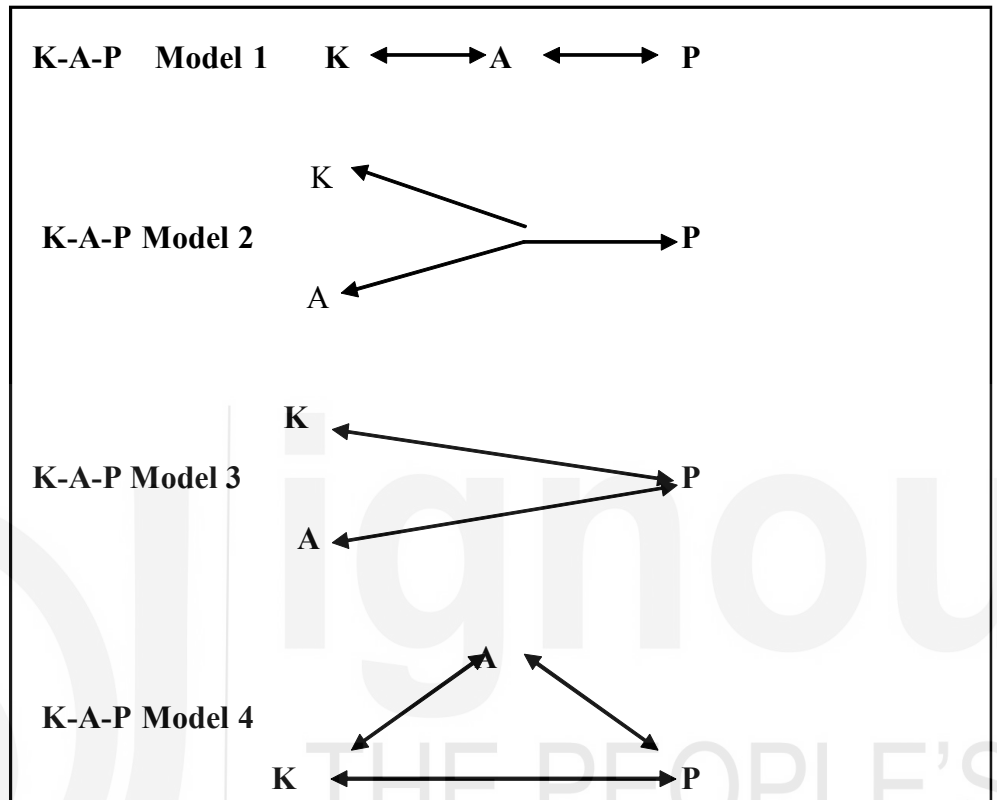 K-A-P Model 1 K A P
K
K-A-P Model 2 P
A
K
K-A-P Model 3 P
A
A
K-A-P Model 4
K P
ignou
THE PEOPLE'S